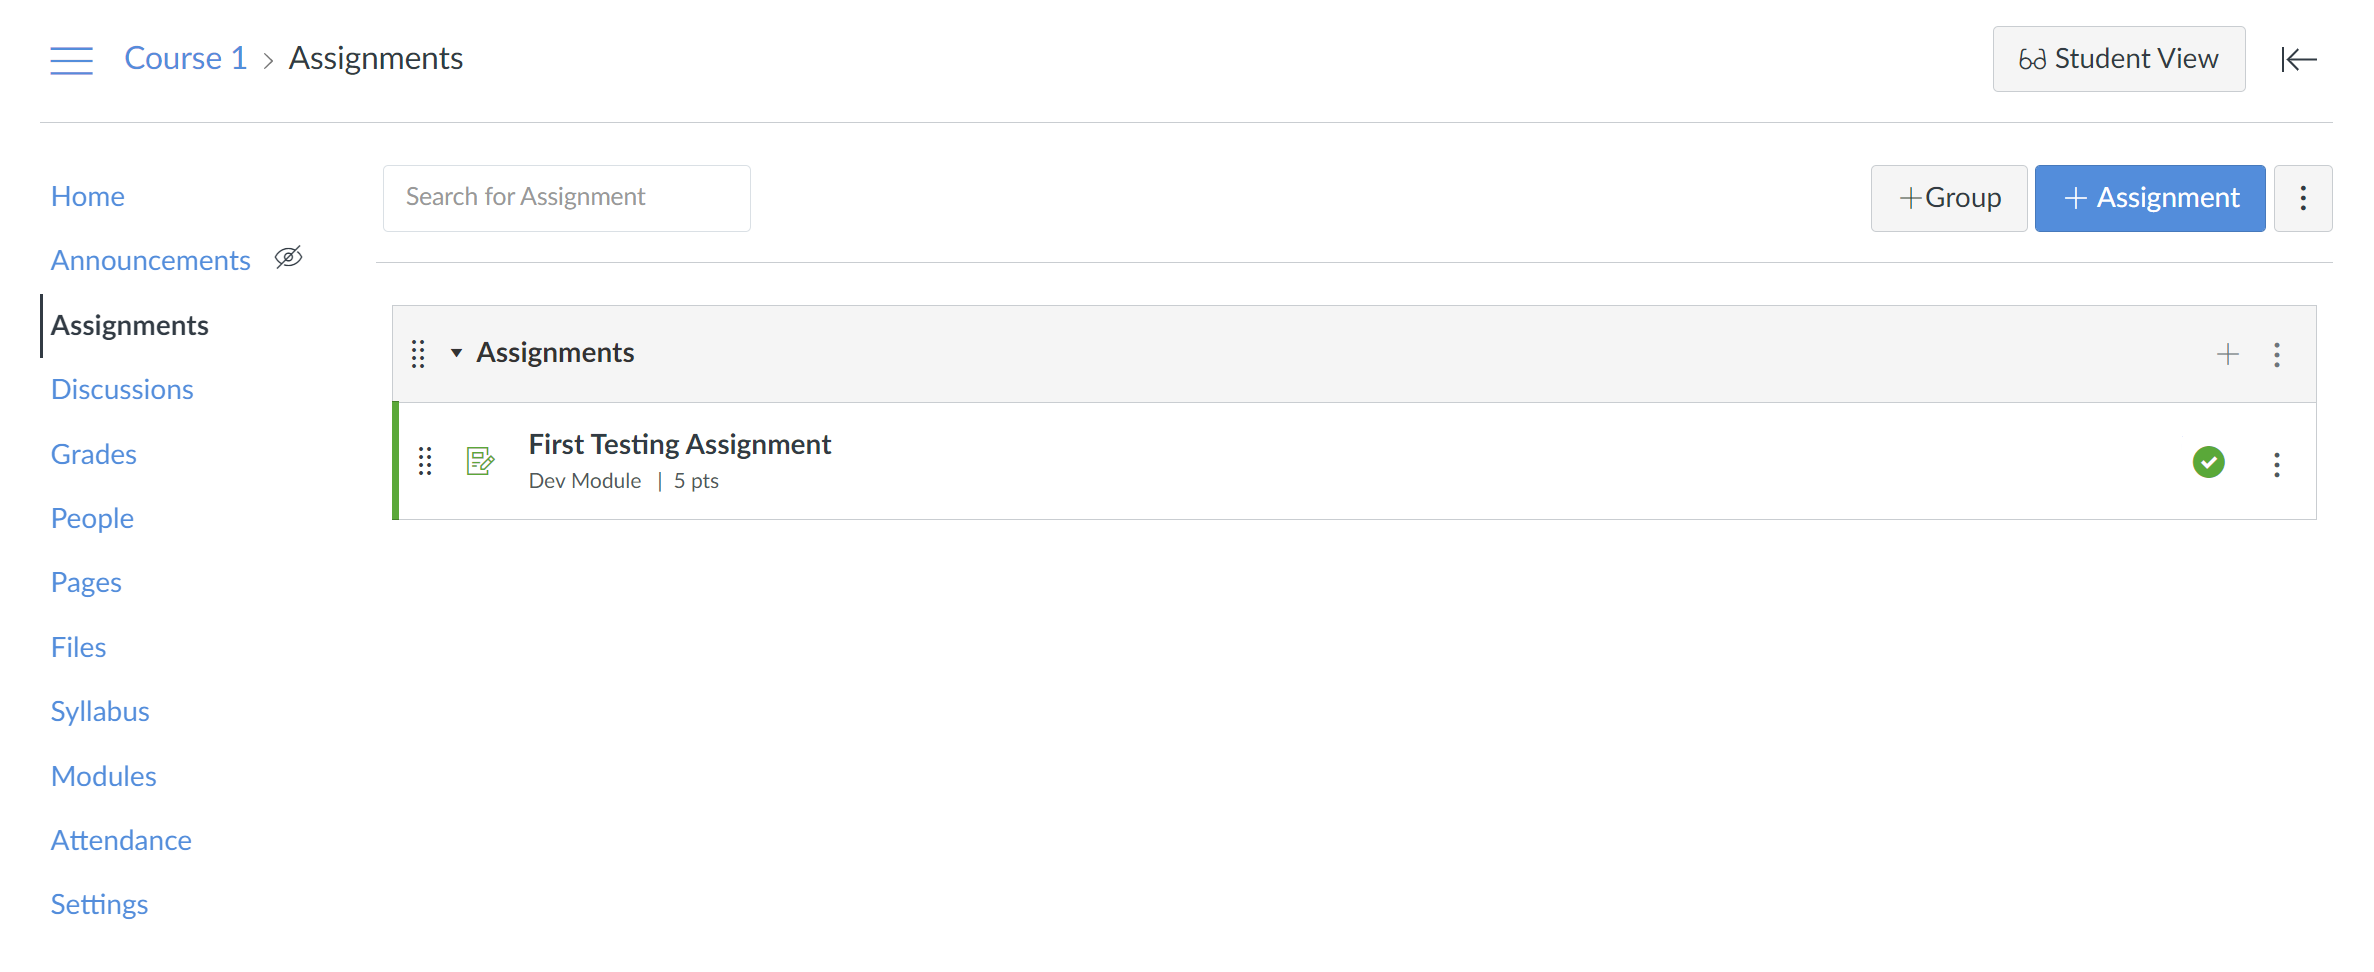 Course 1 > Assignments
Student View
Home
Announcements
Assignments
Discussions
Grades
People
Pages
Files
Syllabus
Modules
Attendance
Settings
Search for Assignment
+Group
+ Assignment
Assignments
First Testing Assignment
Dev Module | 5 pts